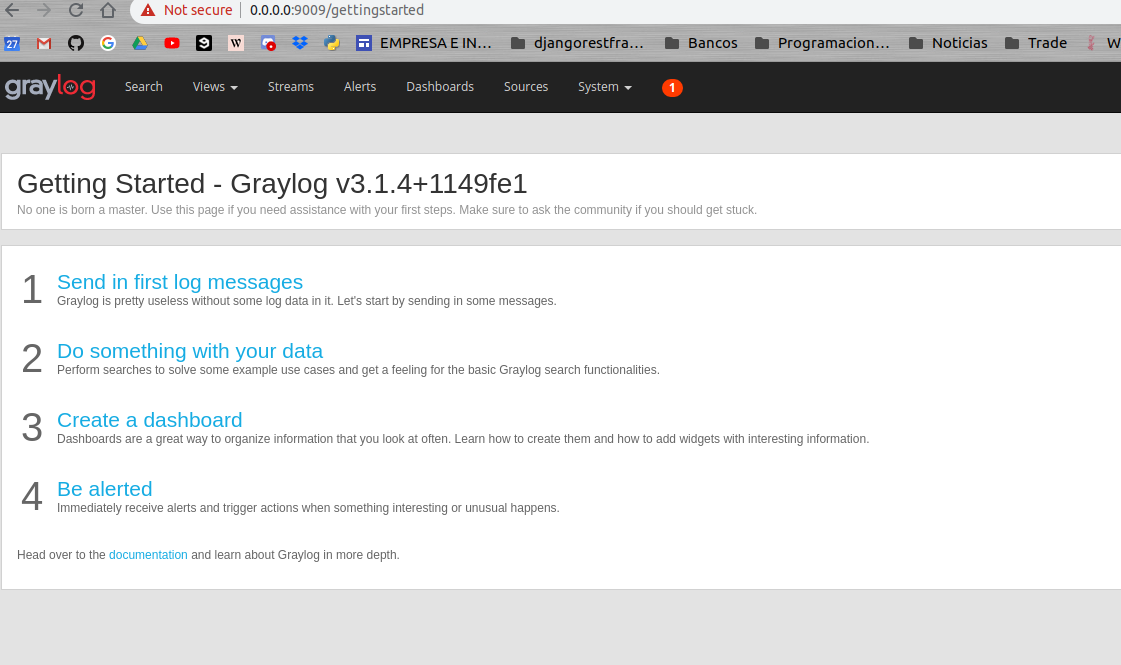 Not secure 0.0.0.0:9009/gettingstarted
27 EMPRESA E IN... djangorestfra... Bancos Programacion... Noticias Trade W
graylog Search Views Streams Alerts Dashboards Sources System 1
Getting Started - Graylog v3.1.4+1149fe1
No one is born a master. Use this page if you need assistance with your first steps. Make sure to ask the community if you should get stuck.
1 Send in first log messages
Graylog is pretty useless without some log data in it. Let's start by sending in some messages.
2 Do something with your data
Perform searches to solve some example use cases and get a feeling for the basic Graylog search functionalities.
3 Create a dashboard
Dashboards are a great way to organize information that you look at often. Learn how to create them and how to add widgets with interesting information.
4 Be alerted
Immediately receive alerts and trigger actions when something interesting or unusual happens.
Head over to the documentation and learn about Graylog in more depth.